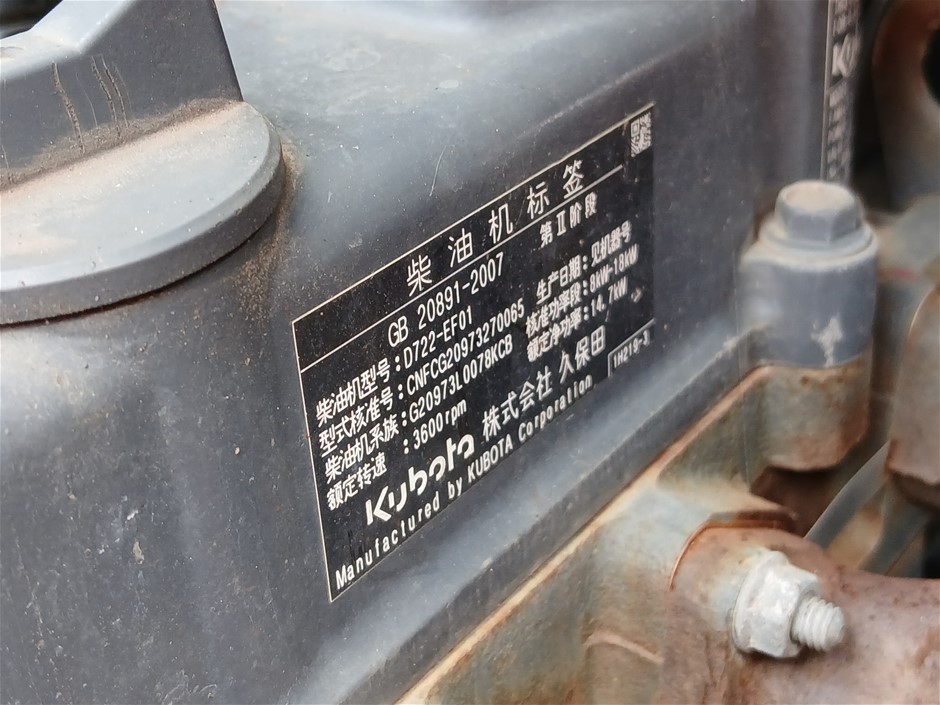 柴油机标签
GB 20891-2007 第Ⅱ阶段
柴油机型号:D722-EF01 生产日期:见机器号
型式核准号:CNFCG20973270065 核准功率段:8kW-18kW
柴油机系族:G20973L0078KCB 额定净功率:14.7kW
额定转速 :3600rpm
Kubota 株式会社 久保田
Manufactured by KUBOTA Corporation 1H219-3